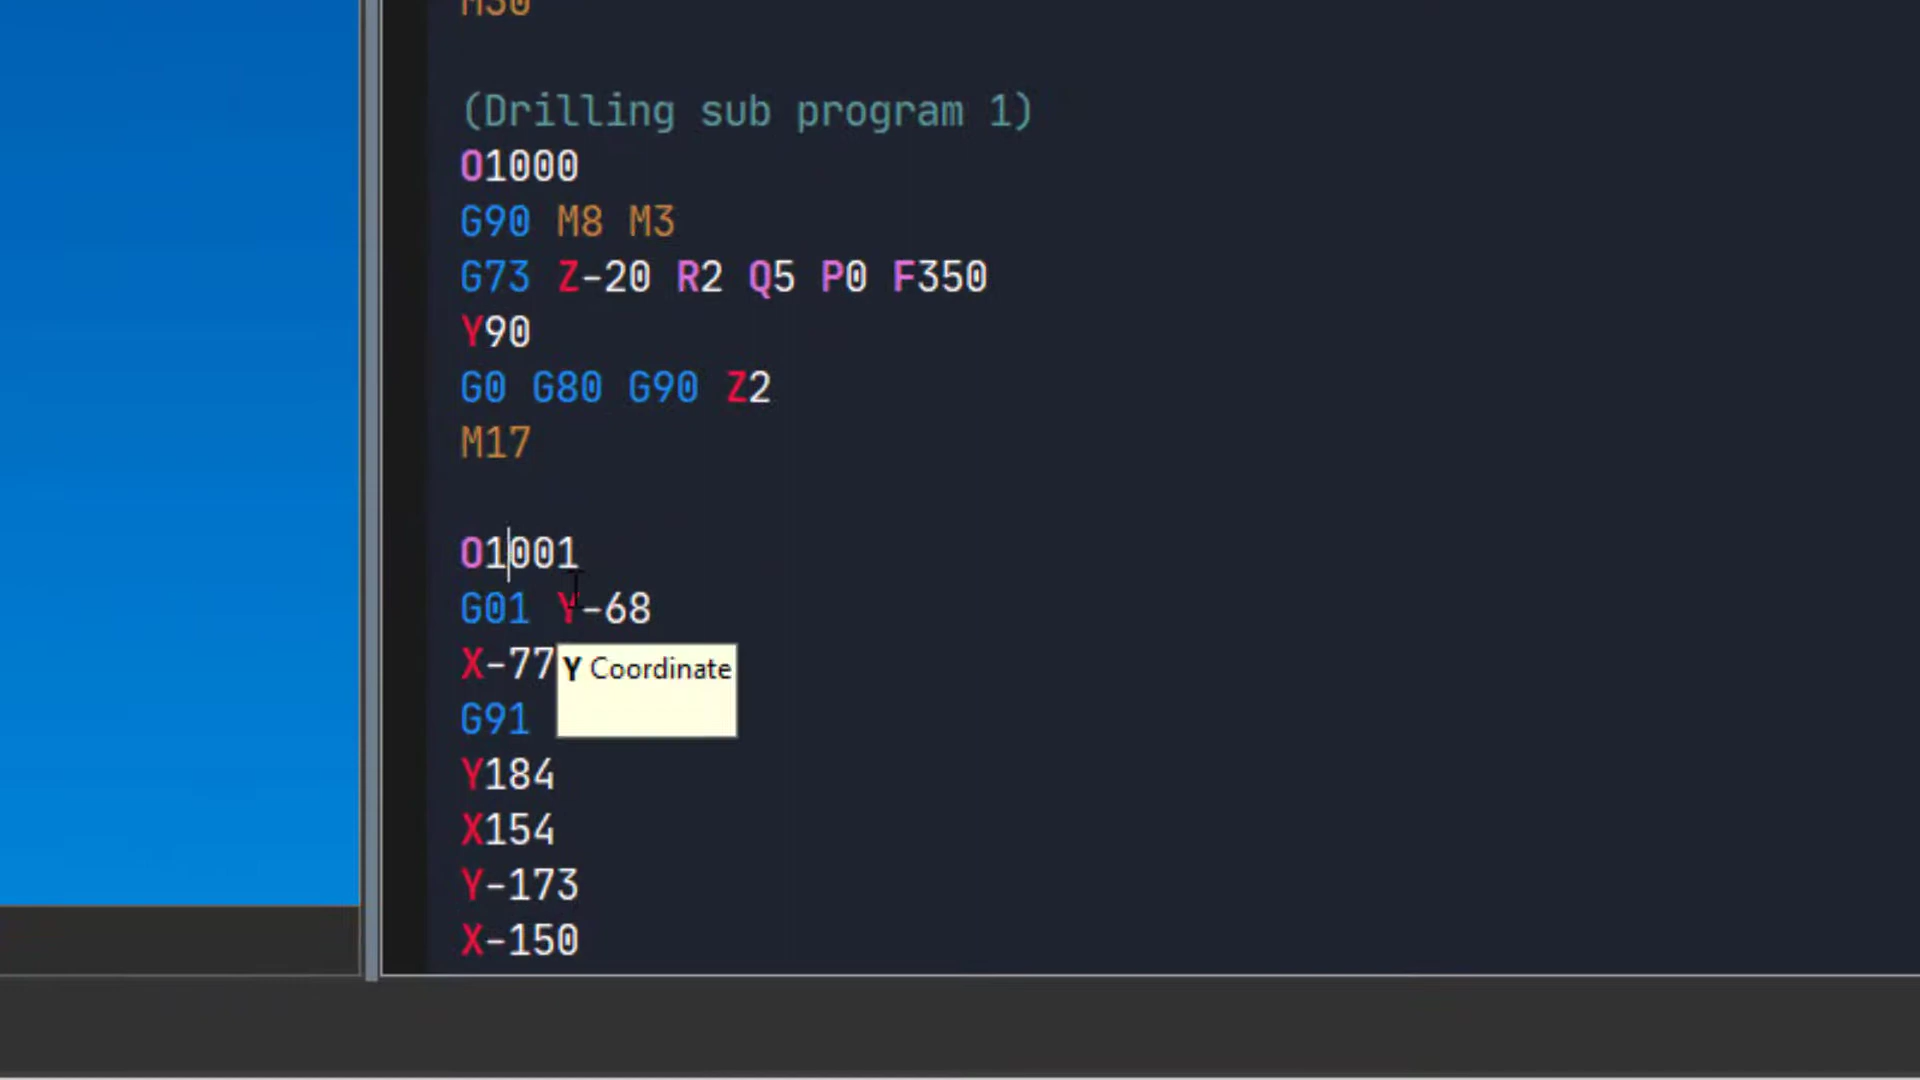 M30
(Drilling sub program 1)
O1000
G90 M8 M3
G73 Z-20 R2 Q5 P0 F350
Y90
G0 G80 G90 Z2
M17
O1001
G01 Y-68
X-77
Y Coordinate
G91
Y184
X154
Y-173
X-150